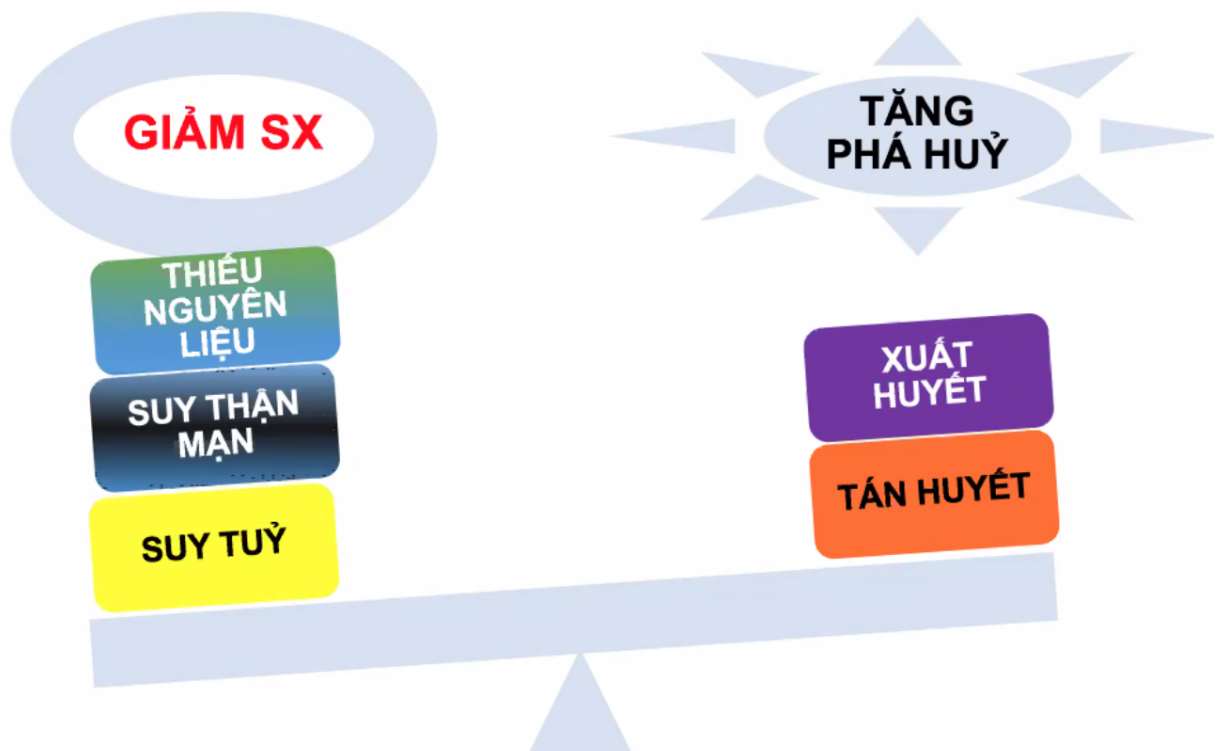 GIẢM SX
TĂNG
PHÁ HUỶ
THIẾU
NGUYÊN
LIỆU
SUY THẬN
MẠN
SUY TUỶ
XUẤT
HUYẾT
TÁN HUYẾT